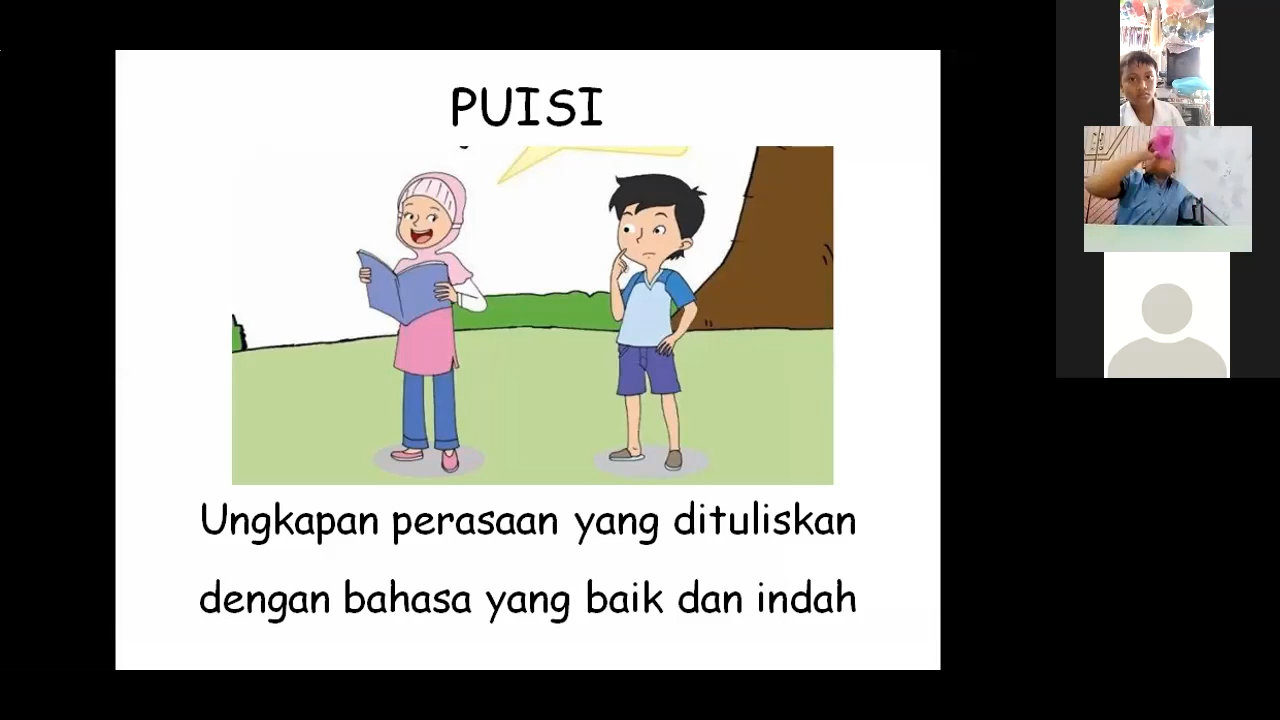 PUISI
Ungkapan perasaan yang dituliskan
dengan bahasa yang baik dan indah